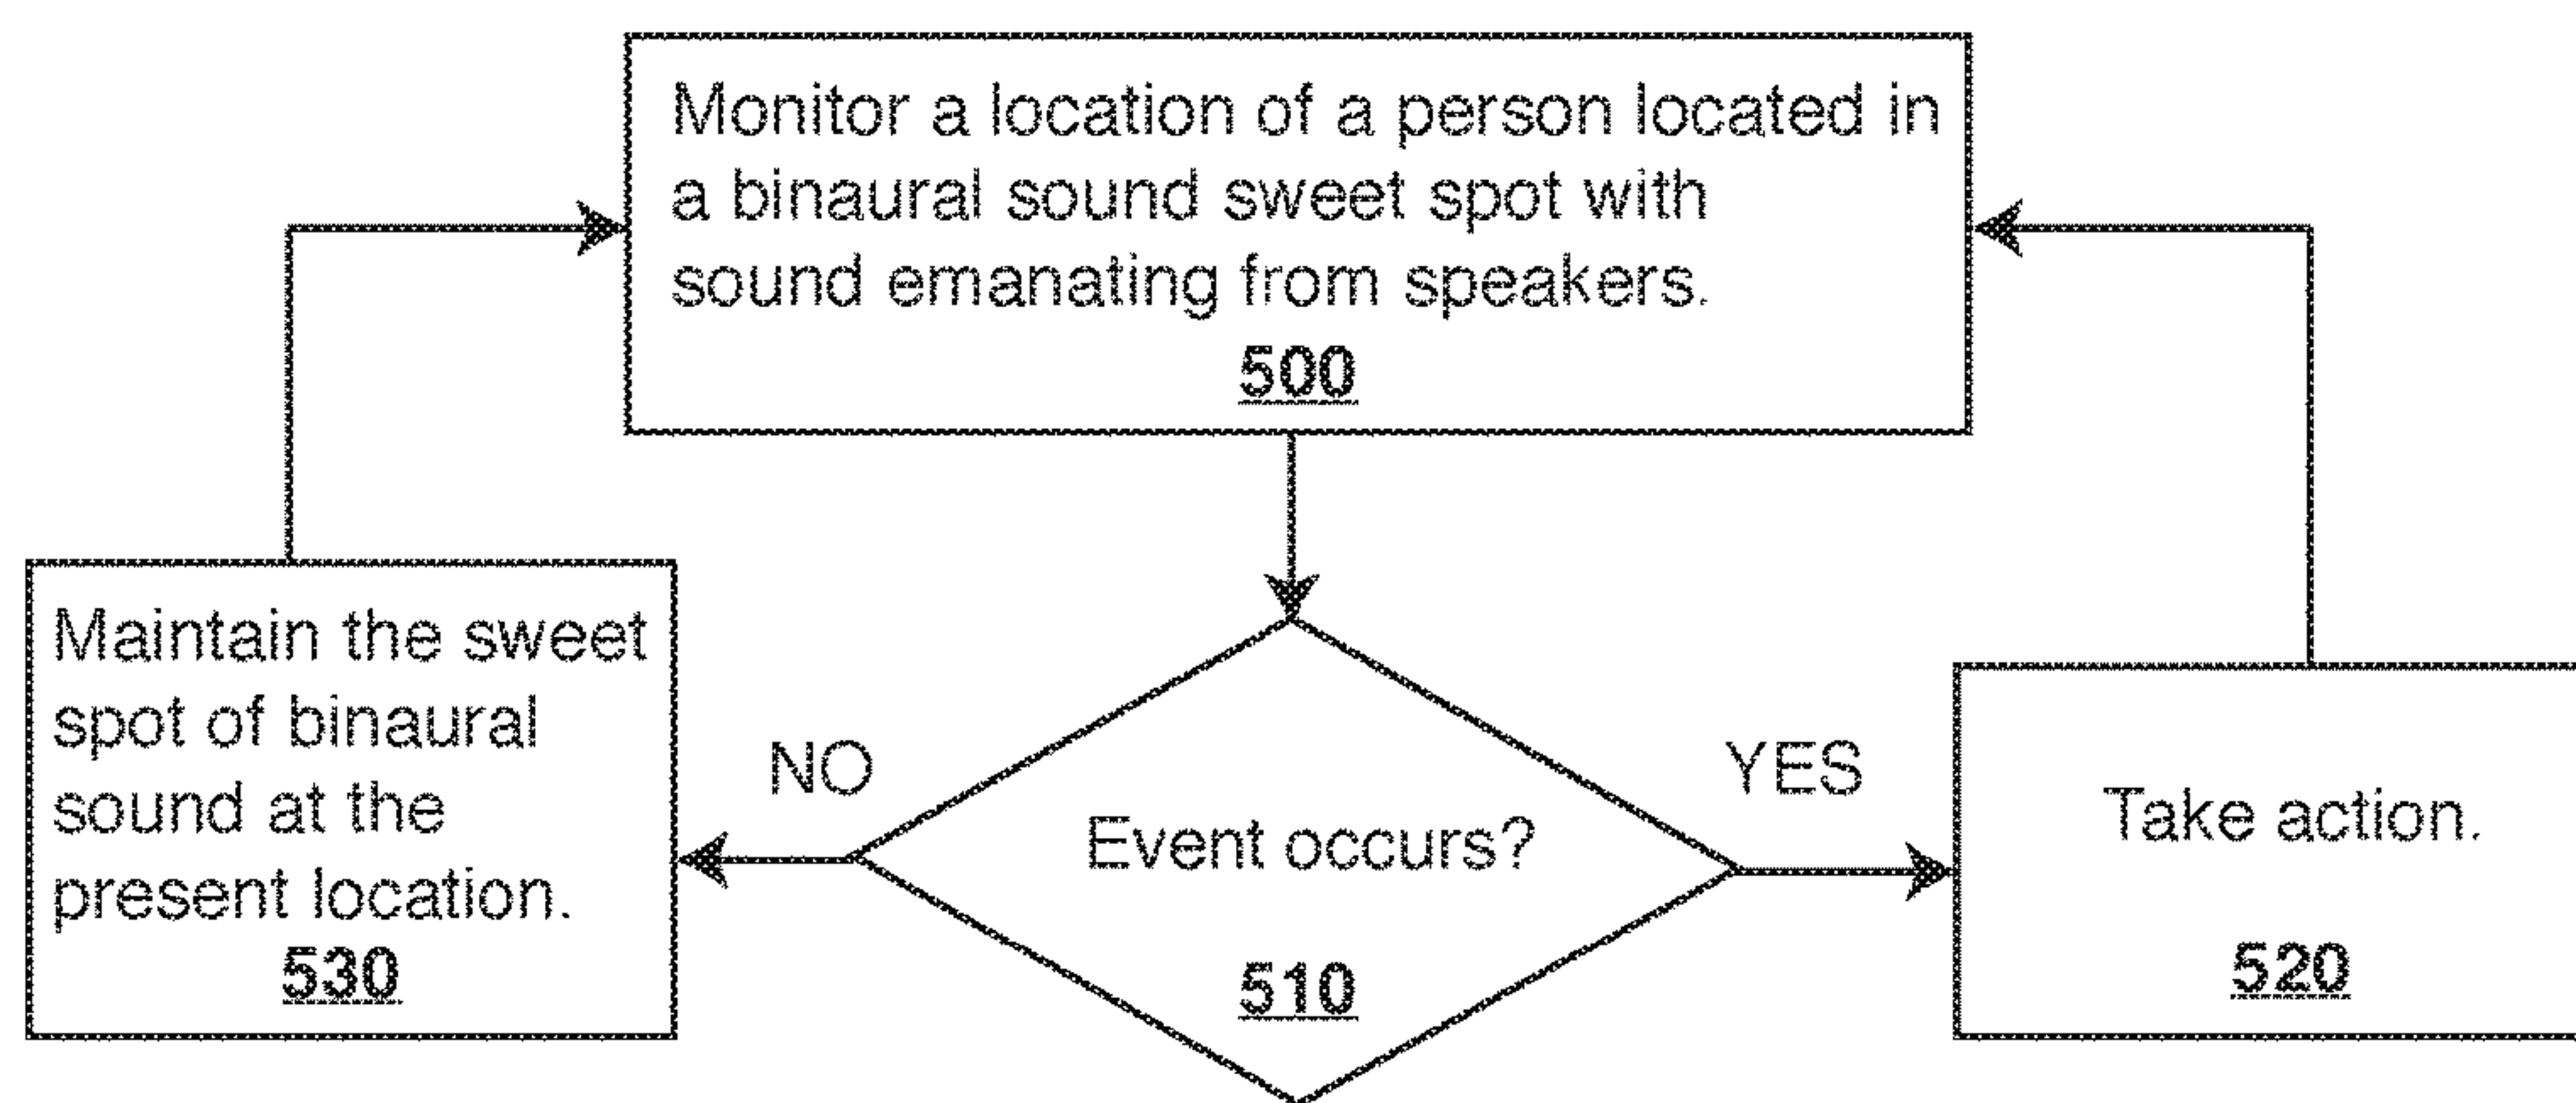 Monitor a location of a person located in
a binaural sound sweet spot with
sound emanating from speakers.
500
Maintain the sweet
spot of binaural
sound at the
present location.
530
NO
Event occurs?
510
YES
Take action.
520